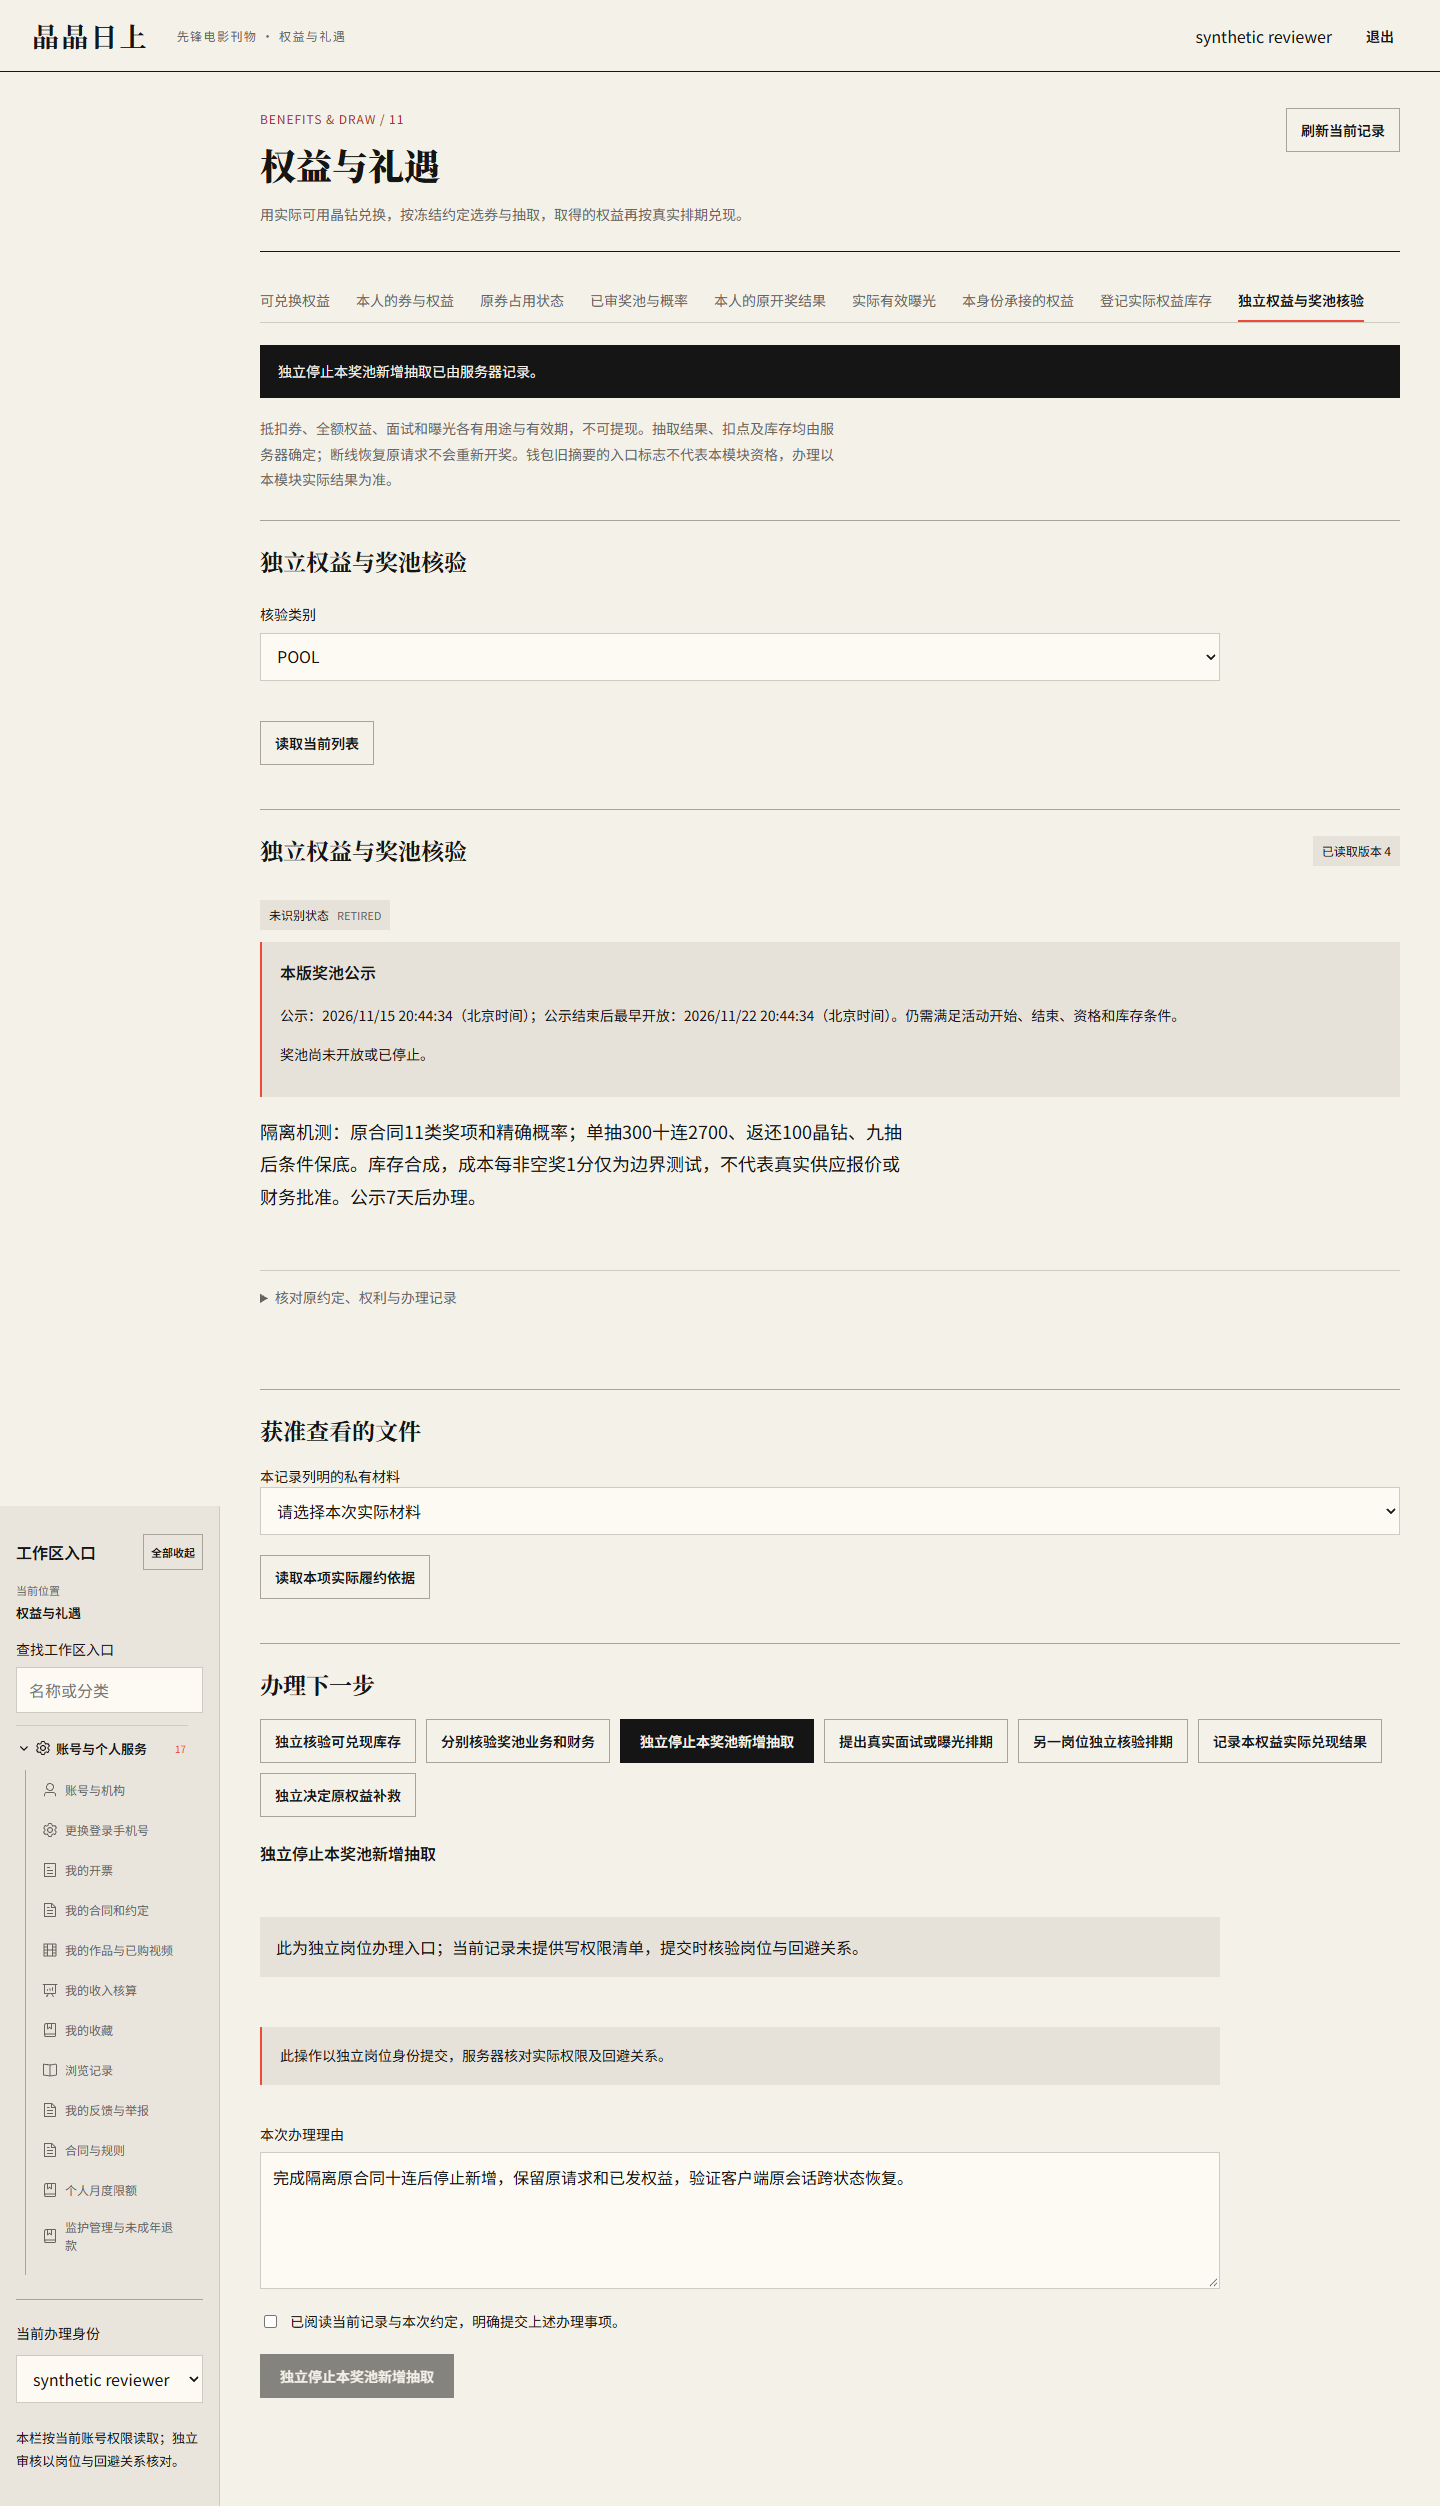 晶晶日上
先锋电影刊物 · 权益与礼遇
synthetic reviewer
退出
BENEFITS & DRAW / 11
刷新当前记录
权益与礼遇
用实际可用晶钻兑换，按冻结约定选券与抽取，取得的权益再按真实排期兑现。
可兑换权益
本人的券与权益
原券占用状态
已审奖池与概率
本人的原开奖结果
实际有效曝光
本身份承接的权益
登记实际权益库存
独立权益与奖池核验
独立停止本奖池新增抽取已由服务器记录。
抵扣券、全额权益、面试和曝光各有用途与有效期，不可提现。抽取结果、扣点及库存均由服
务器确定；断线恢复原请求不会重新开奖。钱包旧摘要的入口标志不代表本模块资格，办理以
本模块实际结果为准。
独立权益与奖池核验
核验类别
POOL
读取当前列表
独立权益与奖池核验
已读取版本 4
未识别状态 RETIRED
本版奖池公示
公示：2026/11/15 20:44:34（北京时间）；公示结束后最早开放：2026/11/22 20:44:34（北京时间）。仍需满足活动开始、结束、资格和库存条件。
奖池尚未开放或已停止。
隔离机测：原合同11类奖项和精确概率；单抽300十连2700、返还100晶钻、九抽
后条件保底。库存合成，成本每非空奖1分仅为边界测试，不代表真实供应报价或
财务批准。公示7天后办理。
核对原约定、权利与办理记录
获准查看的文件
本记录列明的私有材料
请选择本次实际材料
读取本项实际履约依据
办理下一步
独立核验可兑现库存
分别核验奖池业务和财务
独立停止本奖池新增抽取
提出真实面试或曝光排期
另一岗位独立核验排期
记录本权益实际兑现结果
独立决定原权益补救
独立停止本奖池新增抽取
此为独立岗位办理入口；当前记录未提供写权限清单，提交时核验岗位与回避关系。
此操作以独立岗位身份提交，服务器核对实际权限及回避关系。
本次办理理由
完成隔离原合同十连后停止新增，保留原请求和已发权益，验证客户端原会话跨状态恢复。
已阅读当前记录与本次约定，明确提交上述办理事项。
独立停止本奖池新增抽取
工作区入口
全部收起
当前位置
权益与礼遇
查找工作区入口
名称或分类
账号与个人服务 17
账号与机构
更换登录手机号
我的开票
我的合同和约定
我的作品与已购视频
我的收入核算
我的收藏
浏览记录
我的反馈与举报
合同与规则
个人月度限额
监护管理与未成年退
款
当前办理身份
synthetic reviewer
本栏按当前账号权限读取；独立
审核以岗位与回避关系核对。